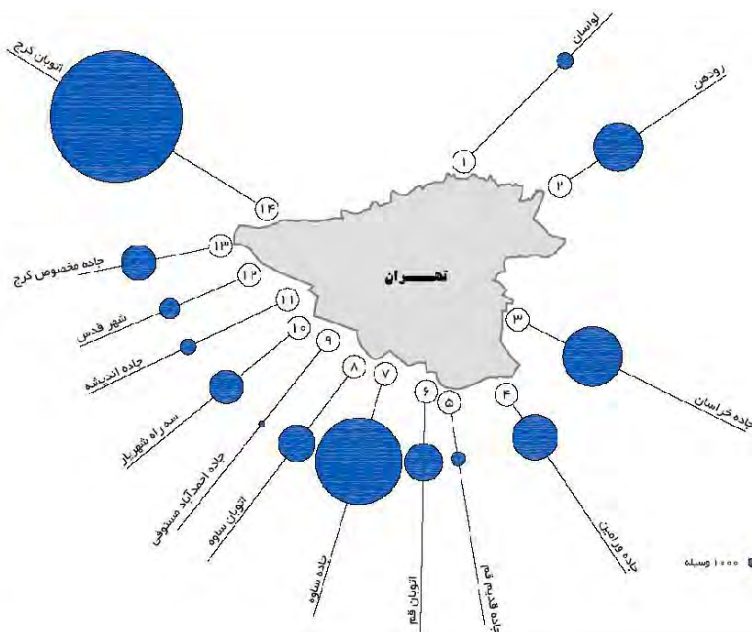 لواسان
رودهن
جاده خراسان
جاده ورامین
جاده قدیم قم
اتوبان قم
جاده ساوه
اتوبان ساوه
جاده احمدآباد مستوفی
سه راه شهریار
جاده اندیشه
شهر قدس
جاده مخصوص کرج
اتوبان کرج
۱
۲
۳
۴
۵
۶
۷
۸
۹
۱۰
۱۱
۱۲
۱۳
۱۴
تهـــران
۱۰۰۰ وسیله